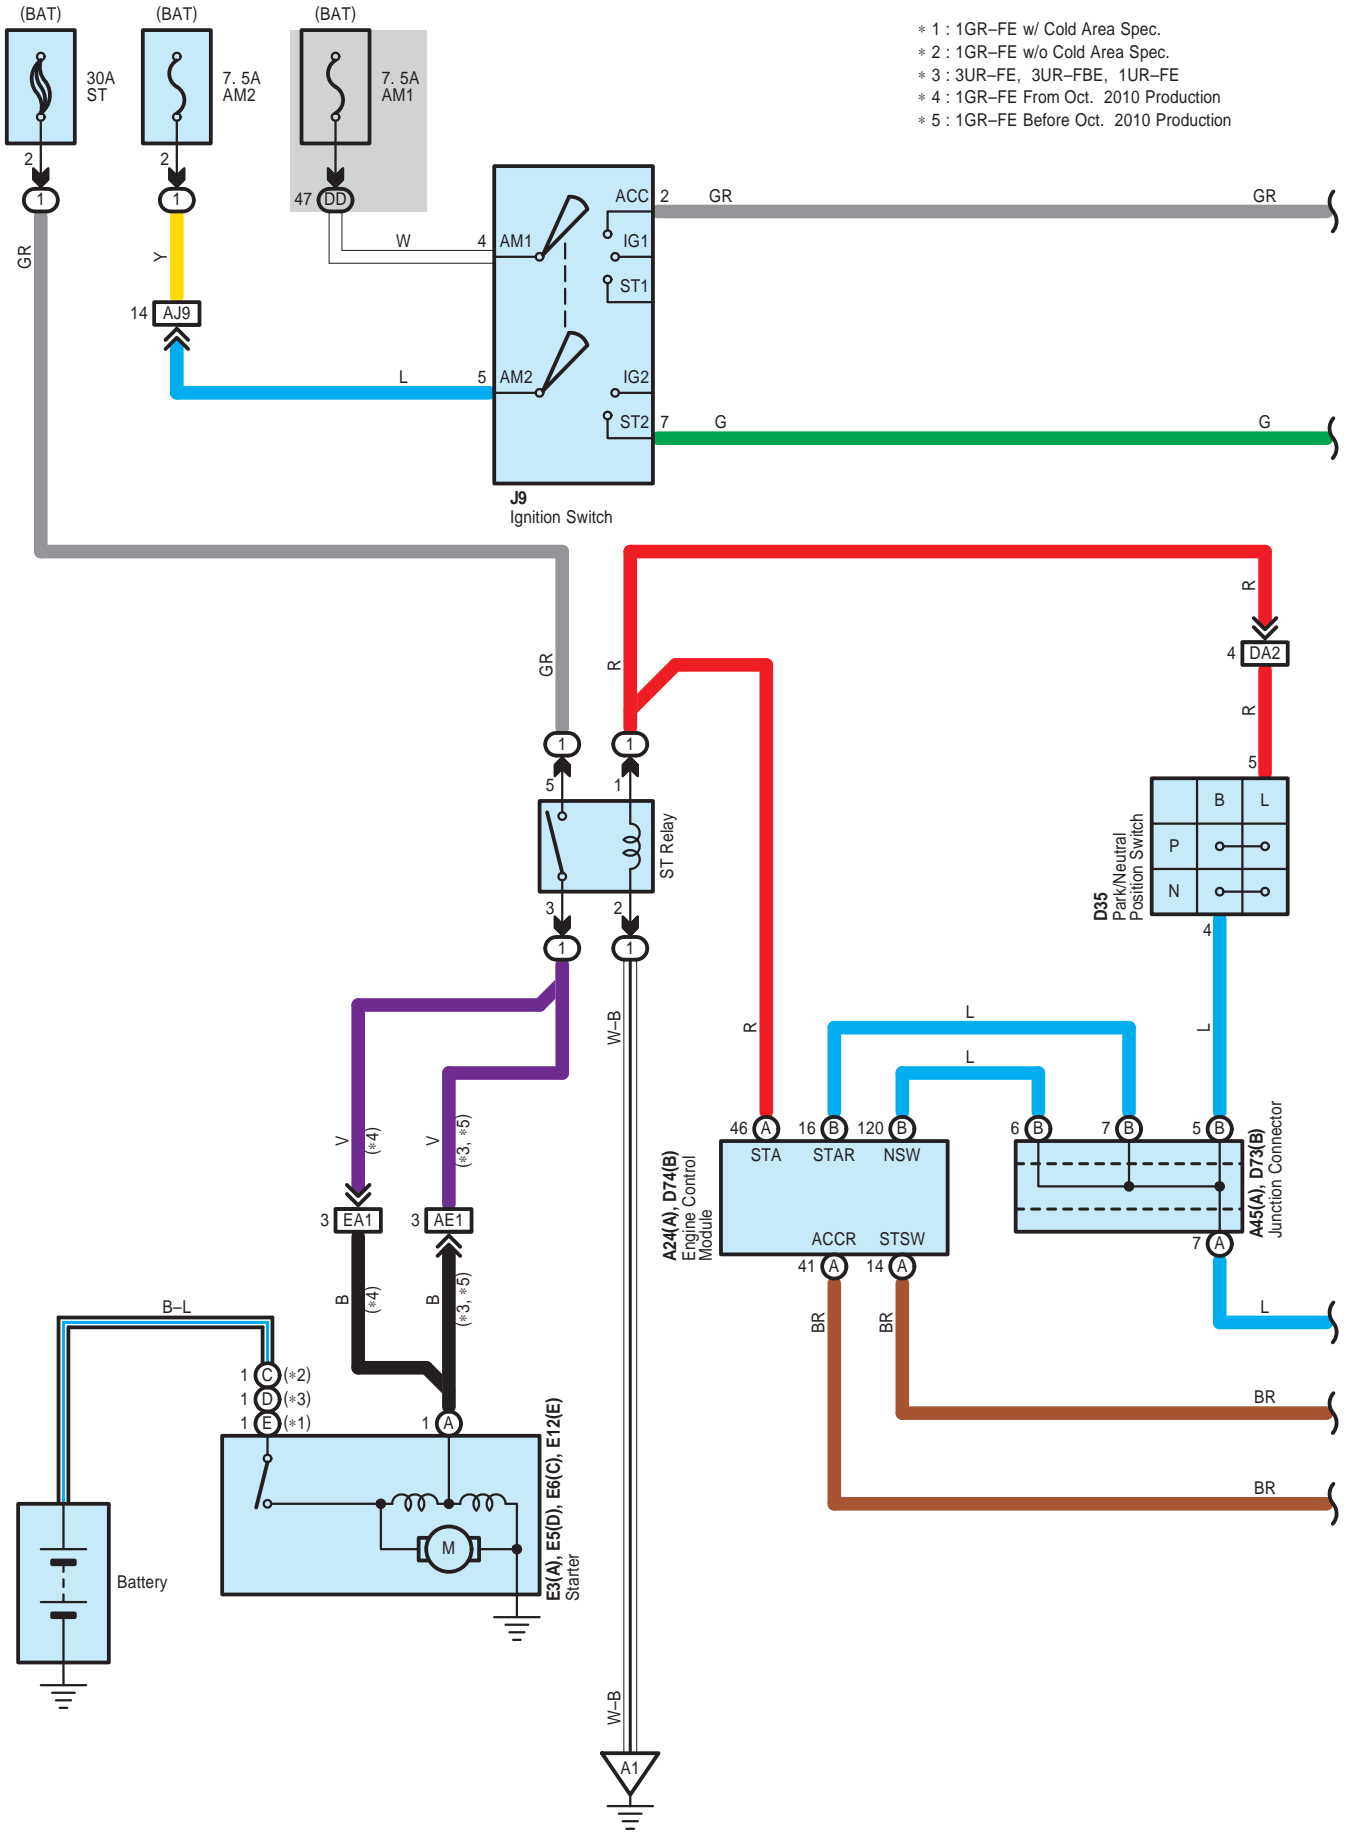 (BAT)
(BAT)
(BAT)
30A
ST
7. 5A
AM2
7. 5A
AM1
∗ 1 : 1GR–FE w/ Cold Area Spec.
∗ 2 : 1GR–FE w/o Cold Area Spec.
∗ 3 : 3UR–FE, 3UR–FBE, 1UR–FE
∗ 4 : 1GR–FE From Oct. 2010 Production
∗ 5 : 1GR–FE Before Oct. 2010 Production
2
2
1
1
47 DD
GR
Y
W
4
AM1
ACC
2
GR
GR
IG1
ST1
14 AJ9
L
5
AM2
IG2
ST2
7
G
G
J9
Ignition Switch
GR
R
R
4 DA2
R
5
1
1
5
1
ST Relay
3
2
1
1
B
L
P
N
D35
Park/Neutral
Position Switch
4
V
(∗4)
V
(∗3, ∗5)
W–B
R
L
L
L
46 A
16 B
120 B
6 B
7 B
5 B
STA
STAR
NSW
ACCR
STSW
A24(A), D74(B)
Engine Control
Module
A45(A), D73(B)
Junction Connector
3 EA1
3 AE1
41 A
14 A
7 A
B
(∗4)
B
(∗3, ∗5)
BR
BR
L
BR
BR
B–L
1 C (∗2)
1 D (∗3)
1 E (∗1)
1 A
M
E3(A), E5(D), E6(C), E12(E)
Starter
Battery
W–B
A1